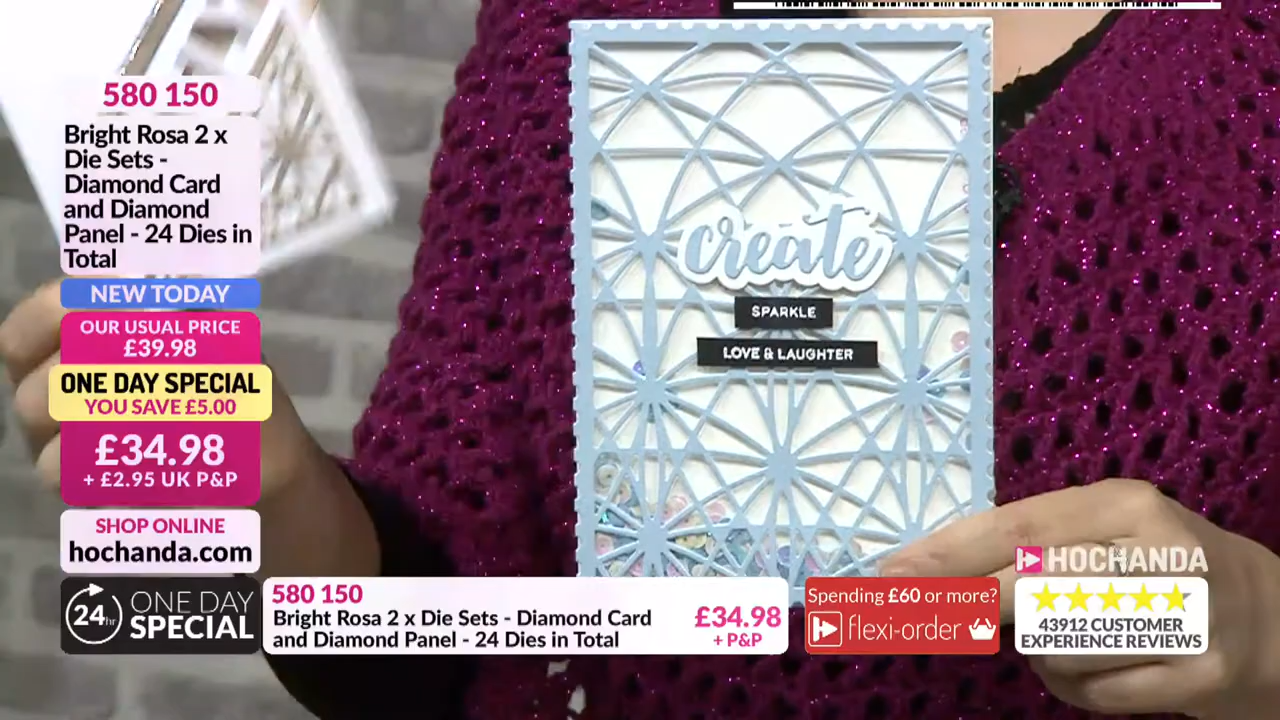 580 150
Bright Rosa 2 x
Die Sets -
Diamond Card
and Diamond
Panel - 24 Dies in
Total
NEW TODAY
OUR USUAL PRICE
£39.98
ONE DAY SPECIAL
YOU SAVE £5.00
£34.98
+ £2.95 UK P&P
SHOP ONLINE
hochanda.com
create
SPARKLE
LOVE & LAUGHTER
24hr
ONE DAY
SPECIAL
580 150
Bright Rosa 2 x Die Sets - Diamond Card
and Diamond Panel - 24 Dies in Total
£34.98
+ P&P
Spending £60 or more?
flexi-order
HOCHANDA
43912 CUSTOMER
EXPERIENCE REVIEWS